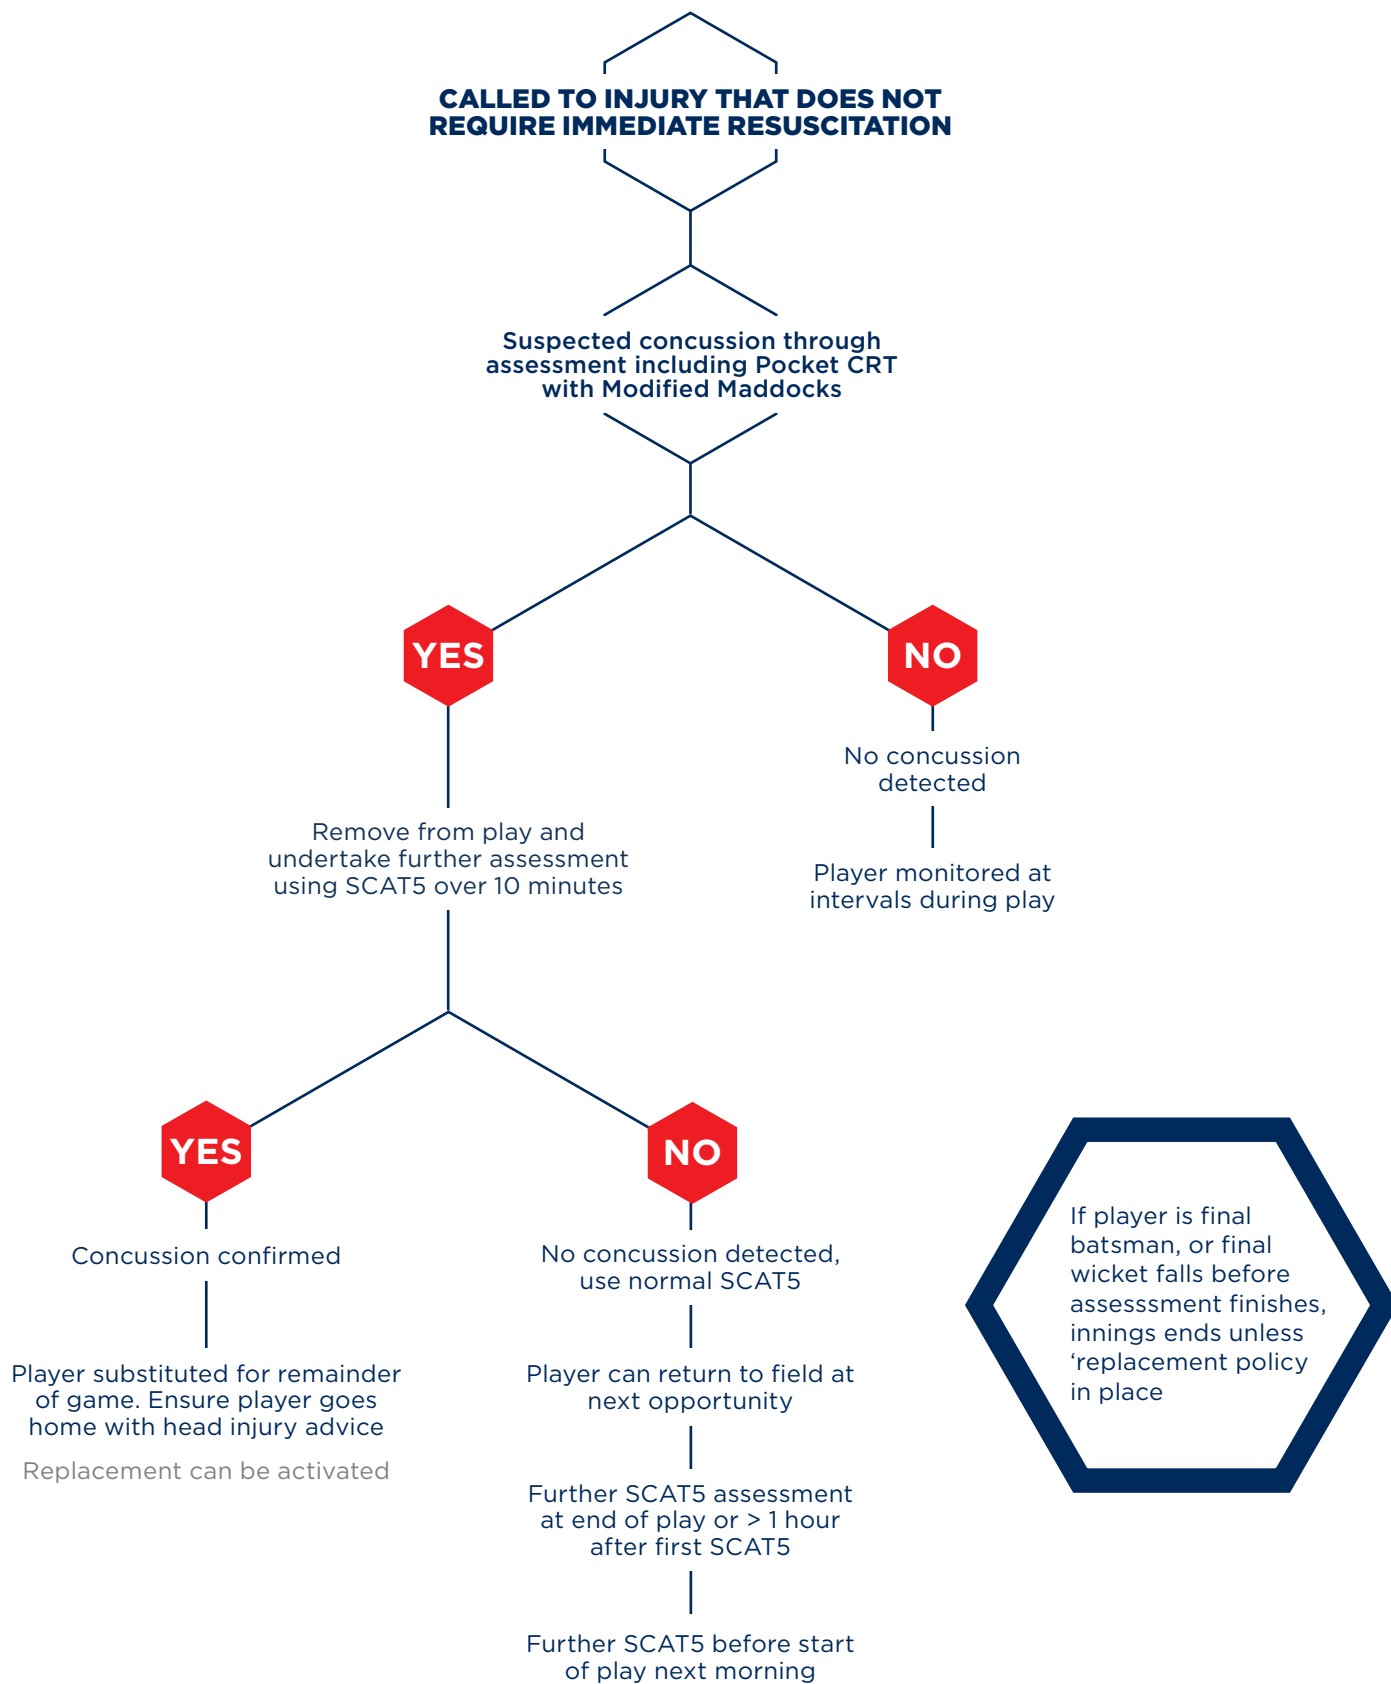 CALLED TO INJURY THAT DOES NOT
REQUIRE IMMEDIATE RESUSCITATION
Suspected concussion through
assessment including Pocket CRT
with Modified Maddocks
YES
NO
No concussion
detected
Player monitored at
intervals during play
Remove from play and
undertake further assessment
using SCAT5 over 10 minutes
YES
NO
Concussion confirmed
Player substituted for remainder
of game. Ensure player goes
home with head injury advice
Replacement can be activated
No concussion detected,
use normal SCAT5
Player can return to field at
next opportunity
Further SCAT5 assessment
at end of play or > 1 hour
after first SCAT5
Further SCAT5 before start
of play next morning
If player is final
batsman, or final
wicket falls before
assesssment finishes,
innings ends unless
‘replacement policy
in place